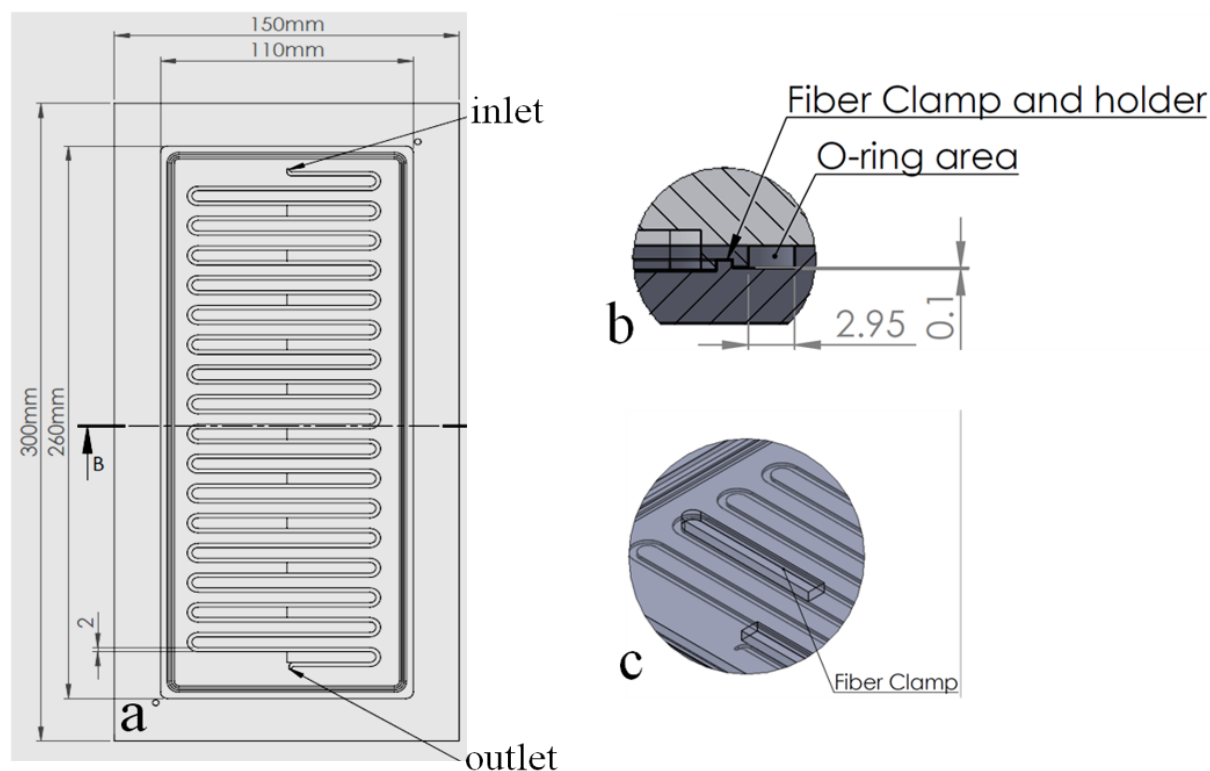 150mm
110mm
inlet
300mm
260mm
B
2
a
outlet
Fiber Clamp and holder
O-ring area
b
2.95
0.1
c
Fiber Clamp